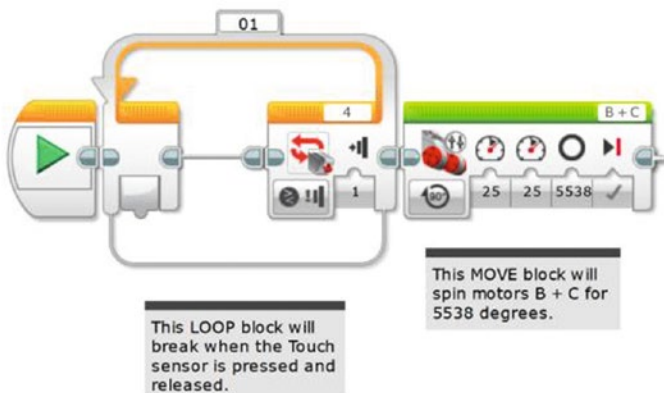 01
4
B + C
90°
1
25 25 5538
This MOVE block will
spin motors B + C for
5538 degrees.
This LOOP block will
break when the Touch
sensor is pressed and
released.